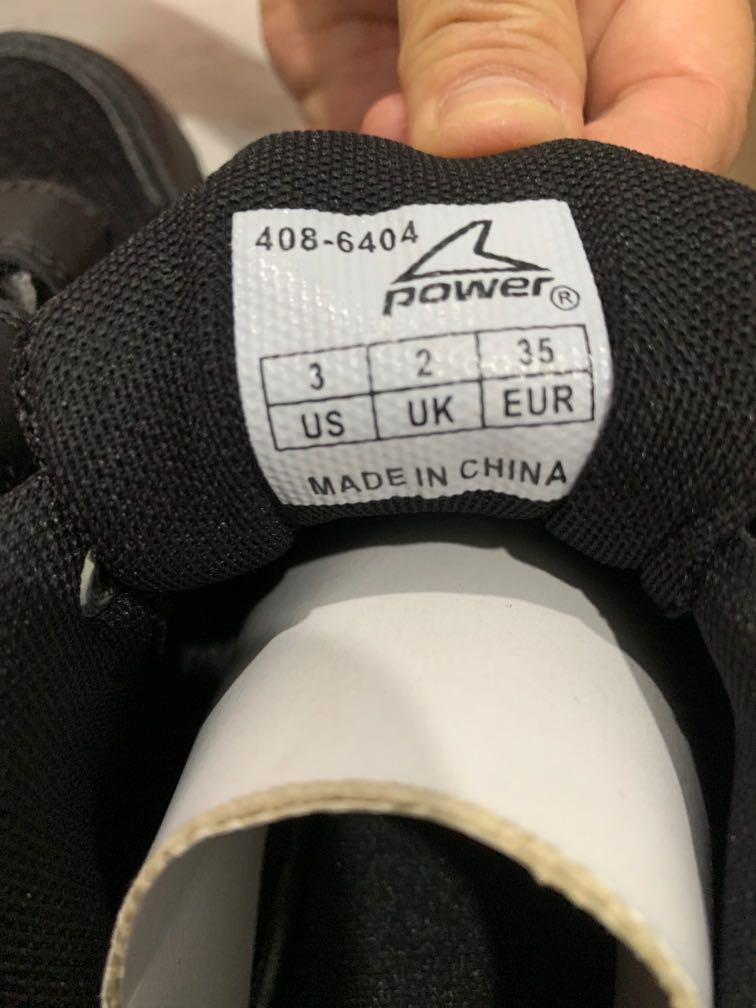 408-6404
power®
3 2 35
US UK EUR
MADE IN CHINA